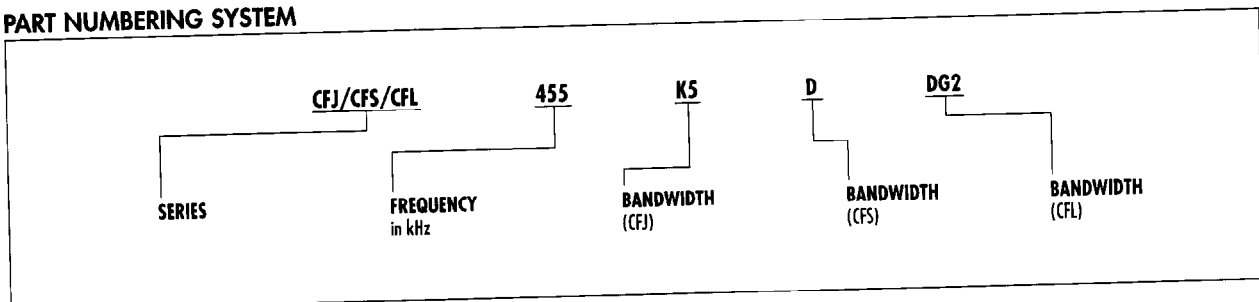 PART NUMBERING SYSTEM
CFJ/CFS/CFL 455 K5 D DG2
SERIES FREQUENCY BANDWIDTH BANDWIDTH BANDWIDTH
in kHz (CFJ) (CFS) (CFL)